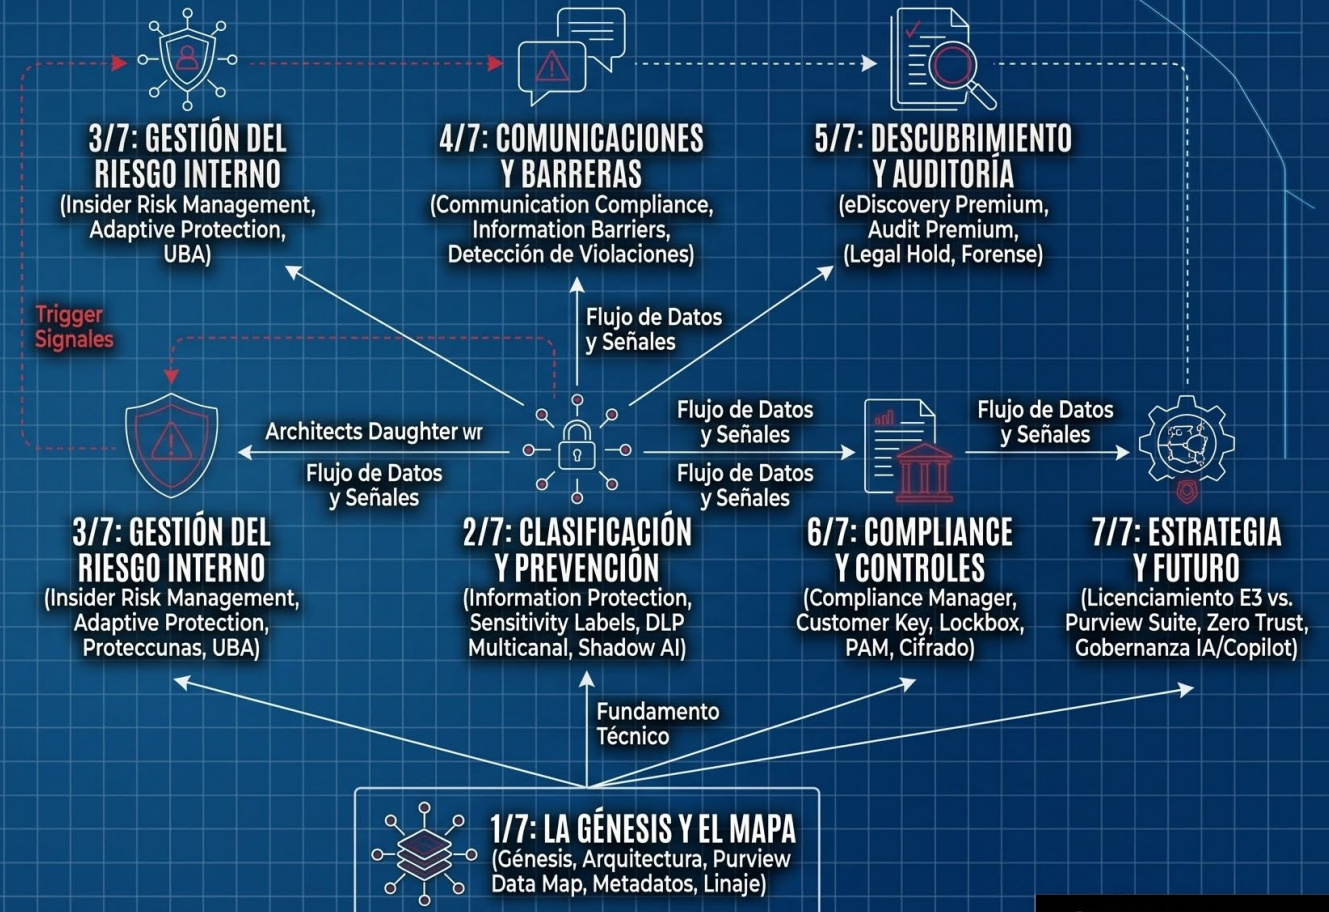 3/7: GESTIÓN DEL
RIESGO INTERNO
(Insider Risk Management,
Adaptive Protection,
UBA)
4/7: COMUNICACIONES
Y BARRERAS
(Communication Compliance,
Information Barriers,
Detección de Violaciones)
5/7: DESCUBRIMIENTO
Y AUDITORÍA
(eDiscovery Premium,
Audit Premium,
(Legal Hold, Forense)
Trigger
Signales
Flujo de Datos
y Señales
Architects Daughter wr
Flujo de Datos
y Señales
Flujo de Datos
y Señales
Flujo de Datos
y Señales
Flujo de Datos
y Señales
3/7: GESTIÓN DEL
RIESGO INTERNO
(Insider Risk Management,
Adaptive Protection,
Proteccunas, UBA)
2/7: CLASIFICACIÓN
Y PREVENCIÓN
(Information Protection,
Sensitivity Labels, DLP
Multicanal, Shadow AI)
6/7: COMPLIANCE
Y CONTROLES
(Compliance Manager,
Customer Key, Lockbox,
PAM, Cifrado)
7/7: ESTRATEGIA
Y FUTURO
(Licenciamiento E3 vs.
Purview Suite, Zero Trust,
Gobernanza IA/Copilot)
Fundamento
Técnico
1/7: LA GÉNESIS Y EL MAPA
(Génesis, Arquitectura, Purview
Data Map, Metadatos, Linaje)